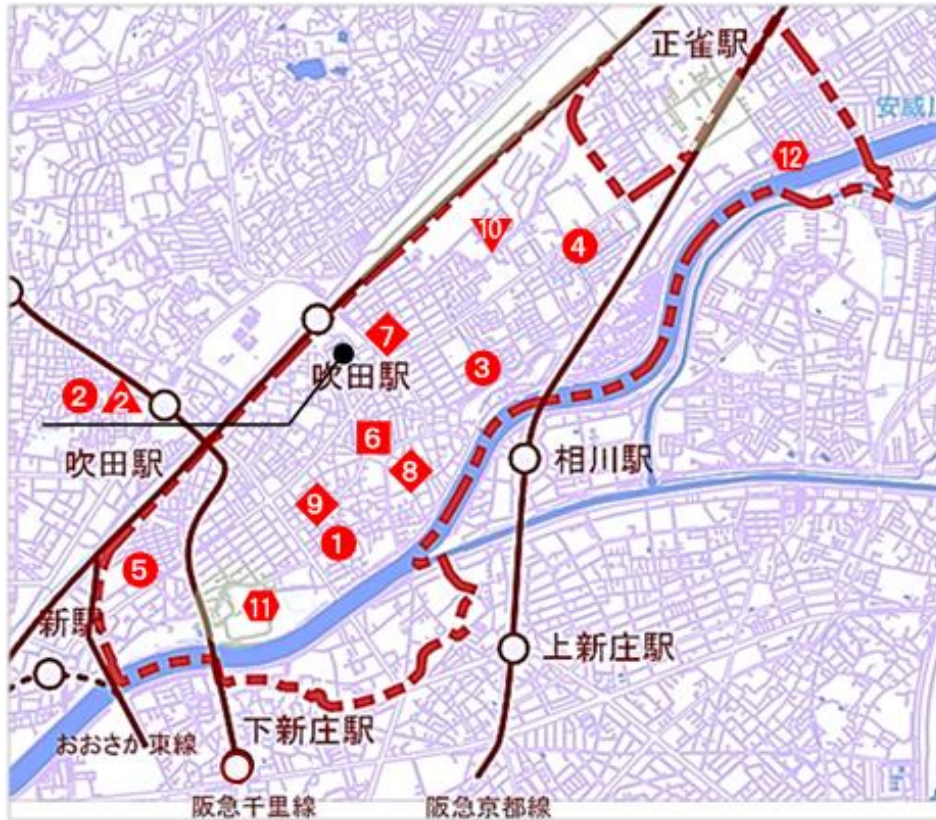 正雀駅
安威川
12
10
4
7
吹田駅
3
2
2
6
吹田駅
8
相川駅
9
1
5
11
新駅
上新庄駅
下新庄駅
おおさか東線
阪急千里線
阪急京都線